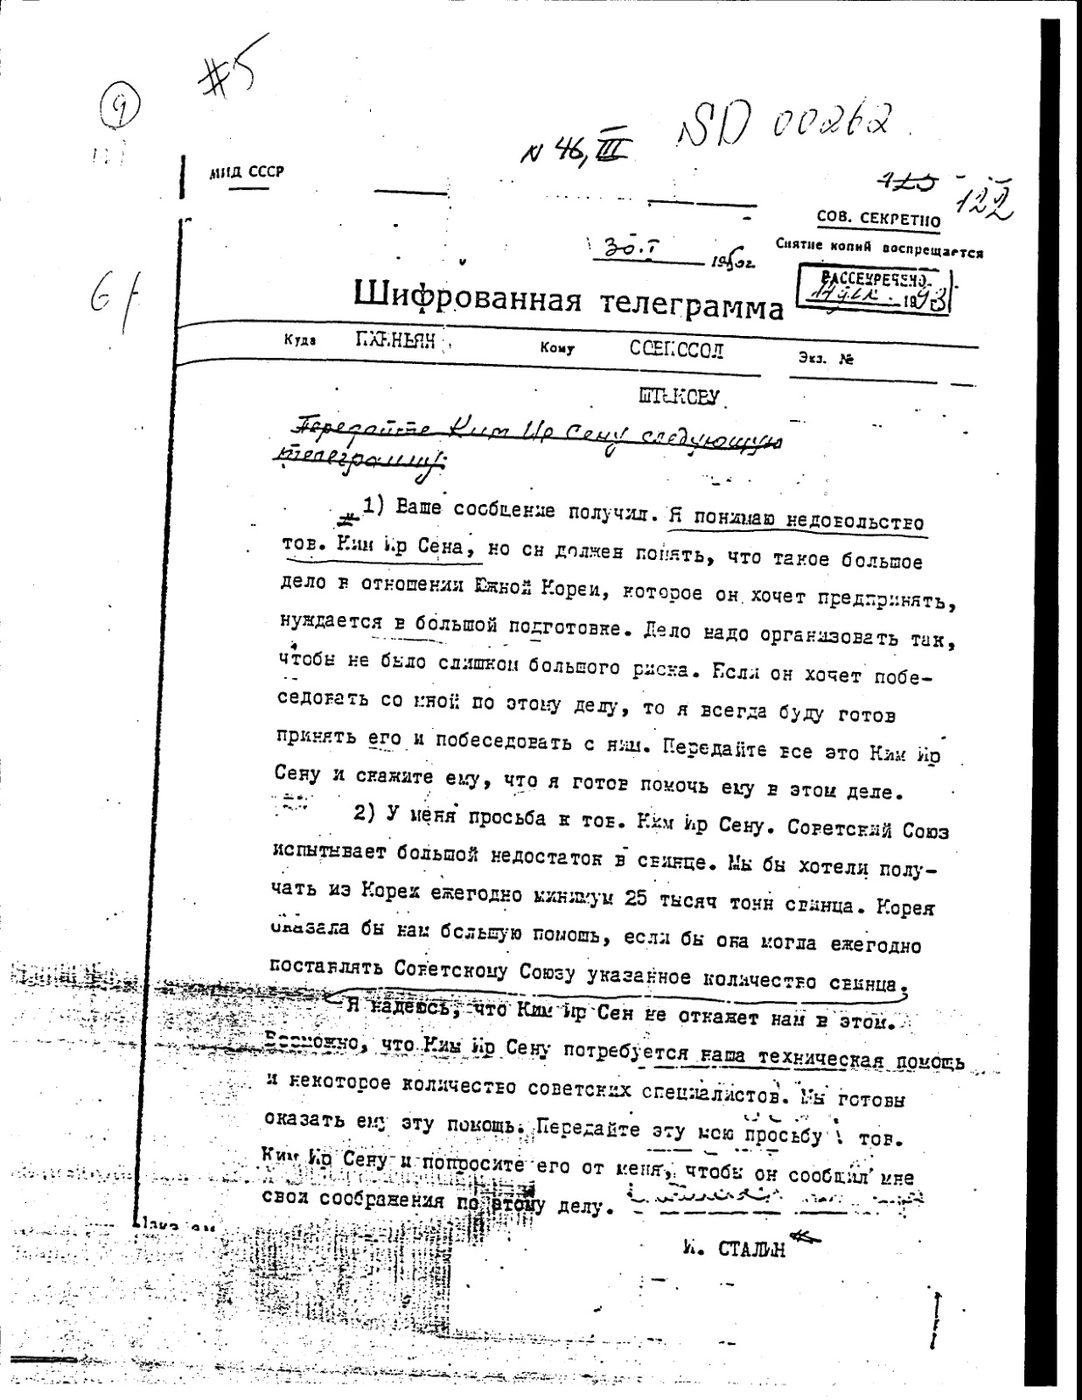 #5
9
SD 00262
N 46, III
МИД СССР
122
СОВ. СЕКРЕТНО
Снятие копий воспрещается
30.I 1950г.
РАССЕКРЕЧЕНО
1993
6/
Шифрованная телеграмма
Куда ПХЕНЬЯН Кому СОВПОСОЛ Экз. №
ШТЫКОВУ
Передайте Ким Ир Сену следующую
телеграмму:
1) Ваше сообщение получил. Я понимаю недовольство
тов. Ким Ир Сена, но он должен понять, что такое большое
дело в отношении Южной Кореи, которое он хочет предпринять,
нуждается в большой подготовке. Дело надо организовать так,
чтобы не было слишком большого риска. Если он хочет побе-
седовать со мной по этому делу, то я всегда буду готов
принять его и побеседовать с ним. Передайте все это Ким Ир
Сену и скажите ему, что я готов помочь ему в этом деле.
2) У меня просьба к тов. Ким Ир Сену. Советский Союз
испытывает большой недостаток в свинце. Мы бы хотели полу-
чать из Кореи ежегодно минимум 25 тысяч тонн свинца. Корея
оказала бы нам большую помощь, если бы она могла ежегодно
поставлять Советскому Союзу указанное количество свинца.
Я надеюсь, что Ким Ир Сен не откажет нам в этом.
Возможно, что Ким Ир Сену потребуется наша техническая помощь
и некоторое количество советских специалистов. Мы готовы
оказать ему эту помощь. Передайте эту мою просьбу тов.
Ким Ир Сену и попросите его от меня, чтобы он сообщил мне
свои соображения по этому делу.
И. СТАЛИН